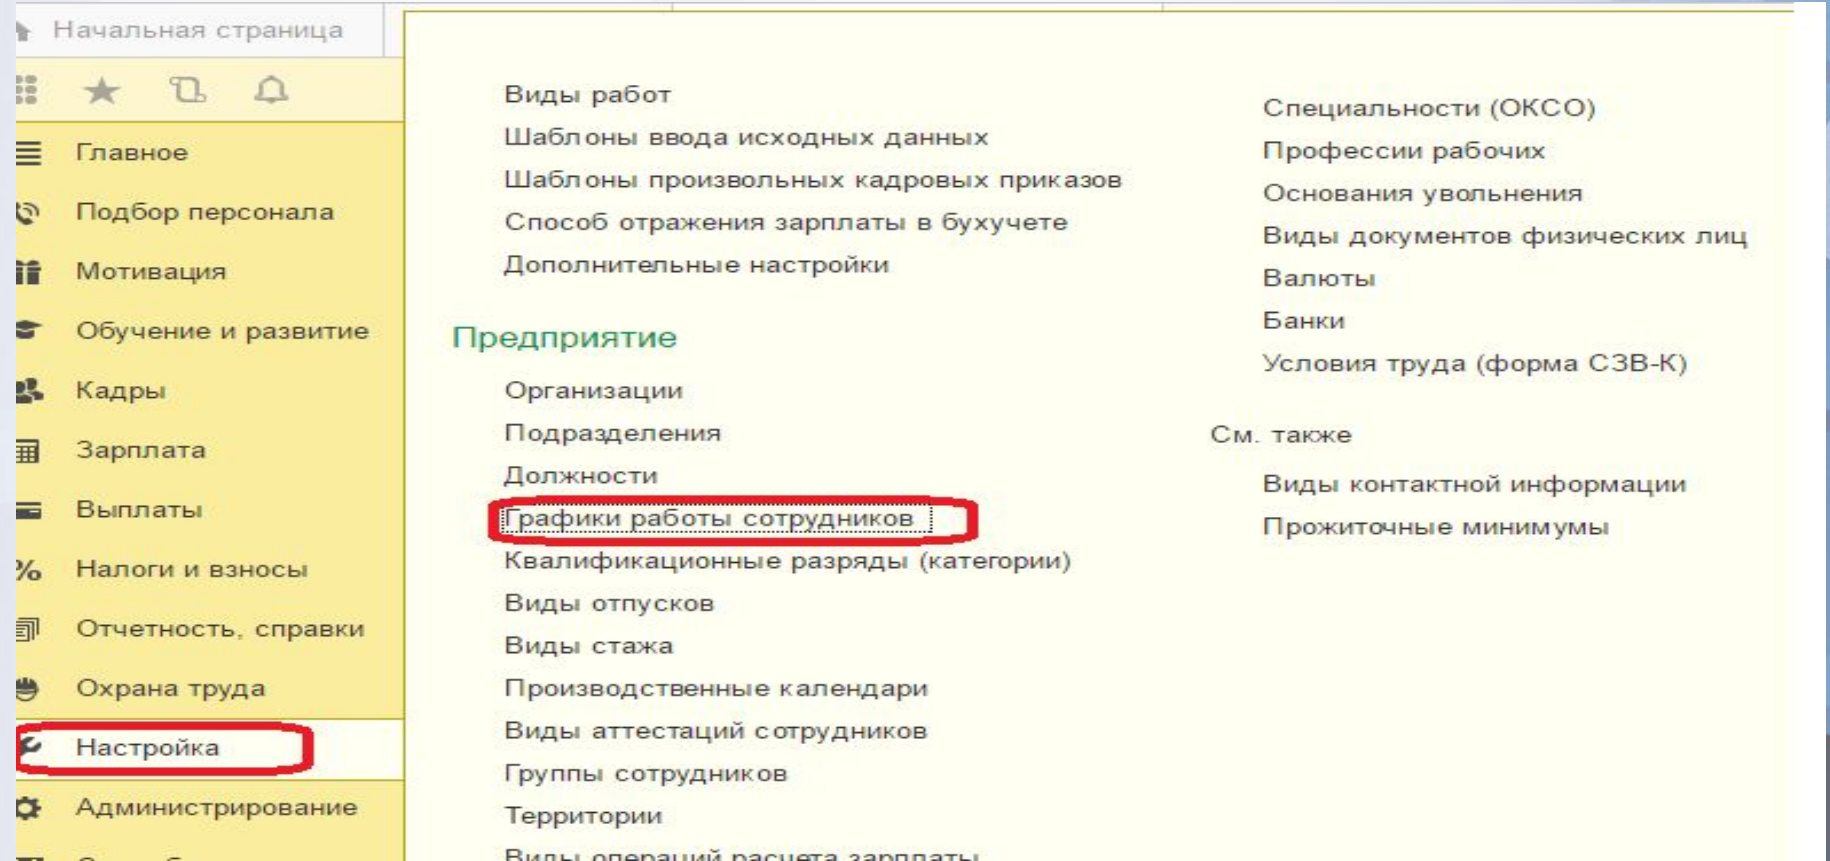 Начальная страница
Главное
Подбор персонала
Мотивация
Обучение и развитие
Кадры
Зарплата
Выплаты
Налоги и взносы
Отчетность, справки
Охрана труда
Настройка
Администрирование
Виды работ
Шаблоны ввода исходных данных
Шаблоны произвольных кадровых приказов
Способ отражения зарплаты в бухучете
Дополнительные настройки
Предприятие
Организации
Подразделения
Должности
Графики работы сотрудников
Квалификационные разряды (категории)
Виды отпусков
Виды стажа
Производственные календари
Виды аттестаций сотрудников
Группы сотрудников
Территории
Виды операций расчета зарплаты
Специальности (ОКСО)
Профессии рабочих
Основания увольнения
Виды документов физических лиц
Валюты
Банки
Условия труда (форма СЗВ-К)
См. также
Виды контактной информации
Прожиточные минимумы